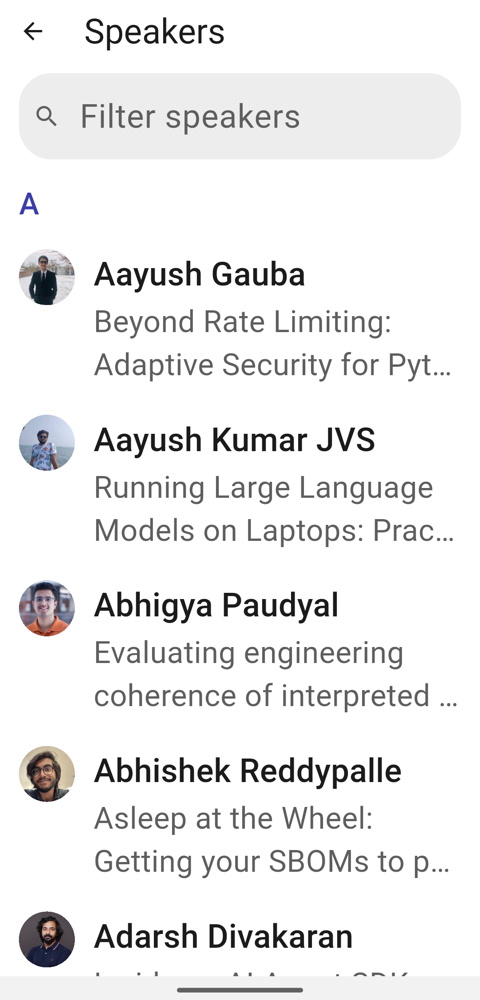 Speakers
Filter speakers
A
Aayush Gauba
Beyond Rate Limiting:
Adaptive Security for Pyt…
Aayush Kumar JVS
Running Large Language
Models on Laptops: Prac…
Abhigya Paudyal
Evaluating engineering
coherence of interpreted …
Abhishek Reddypalle
Asleep at the Wheel:
Getting your SBOMs to p…
Adarsh Divakaran